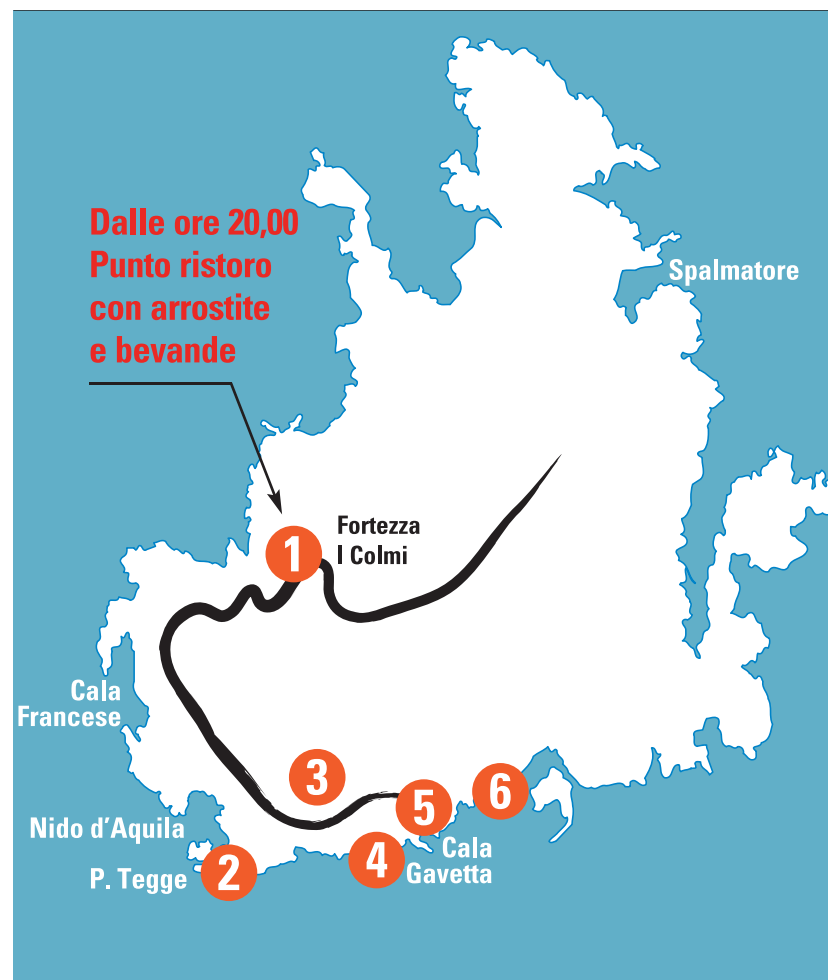 Dalle ore 20,00
Punto ristoro
con arrostite
e bevande
Spalmatore
Fortezza
I Colmi
1
Cala
Francese
3
6
5
Nido d'Aquila
4
Cala
Gavetta
P. Tegge
2